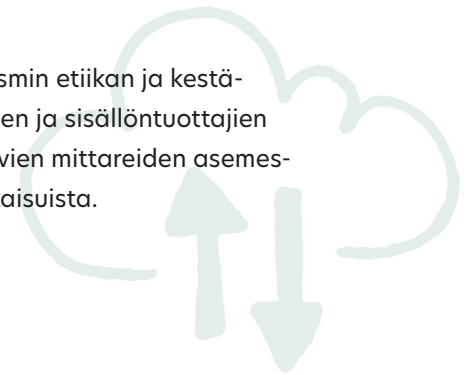 smin etiikan ja kestä-
en ja sisällöntuottajien
vien mittareiden asemes-
aisuista.